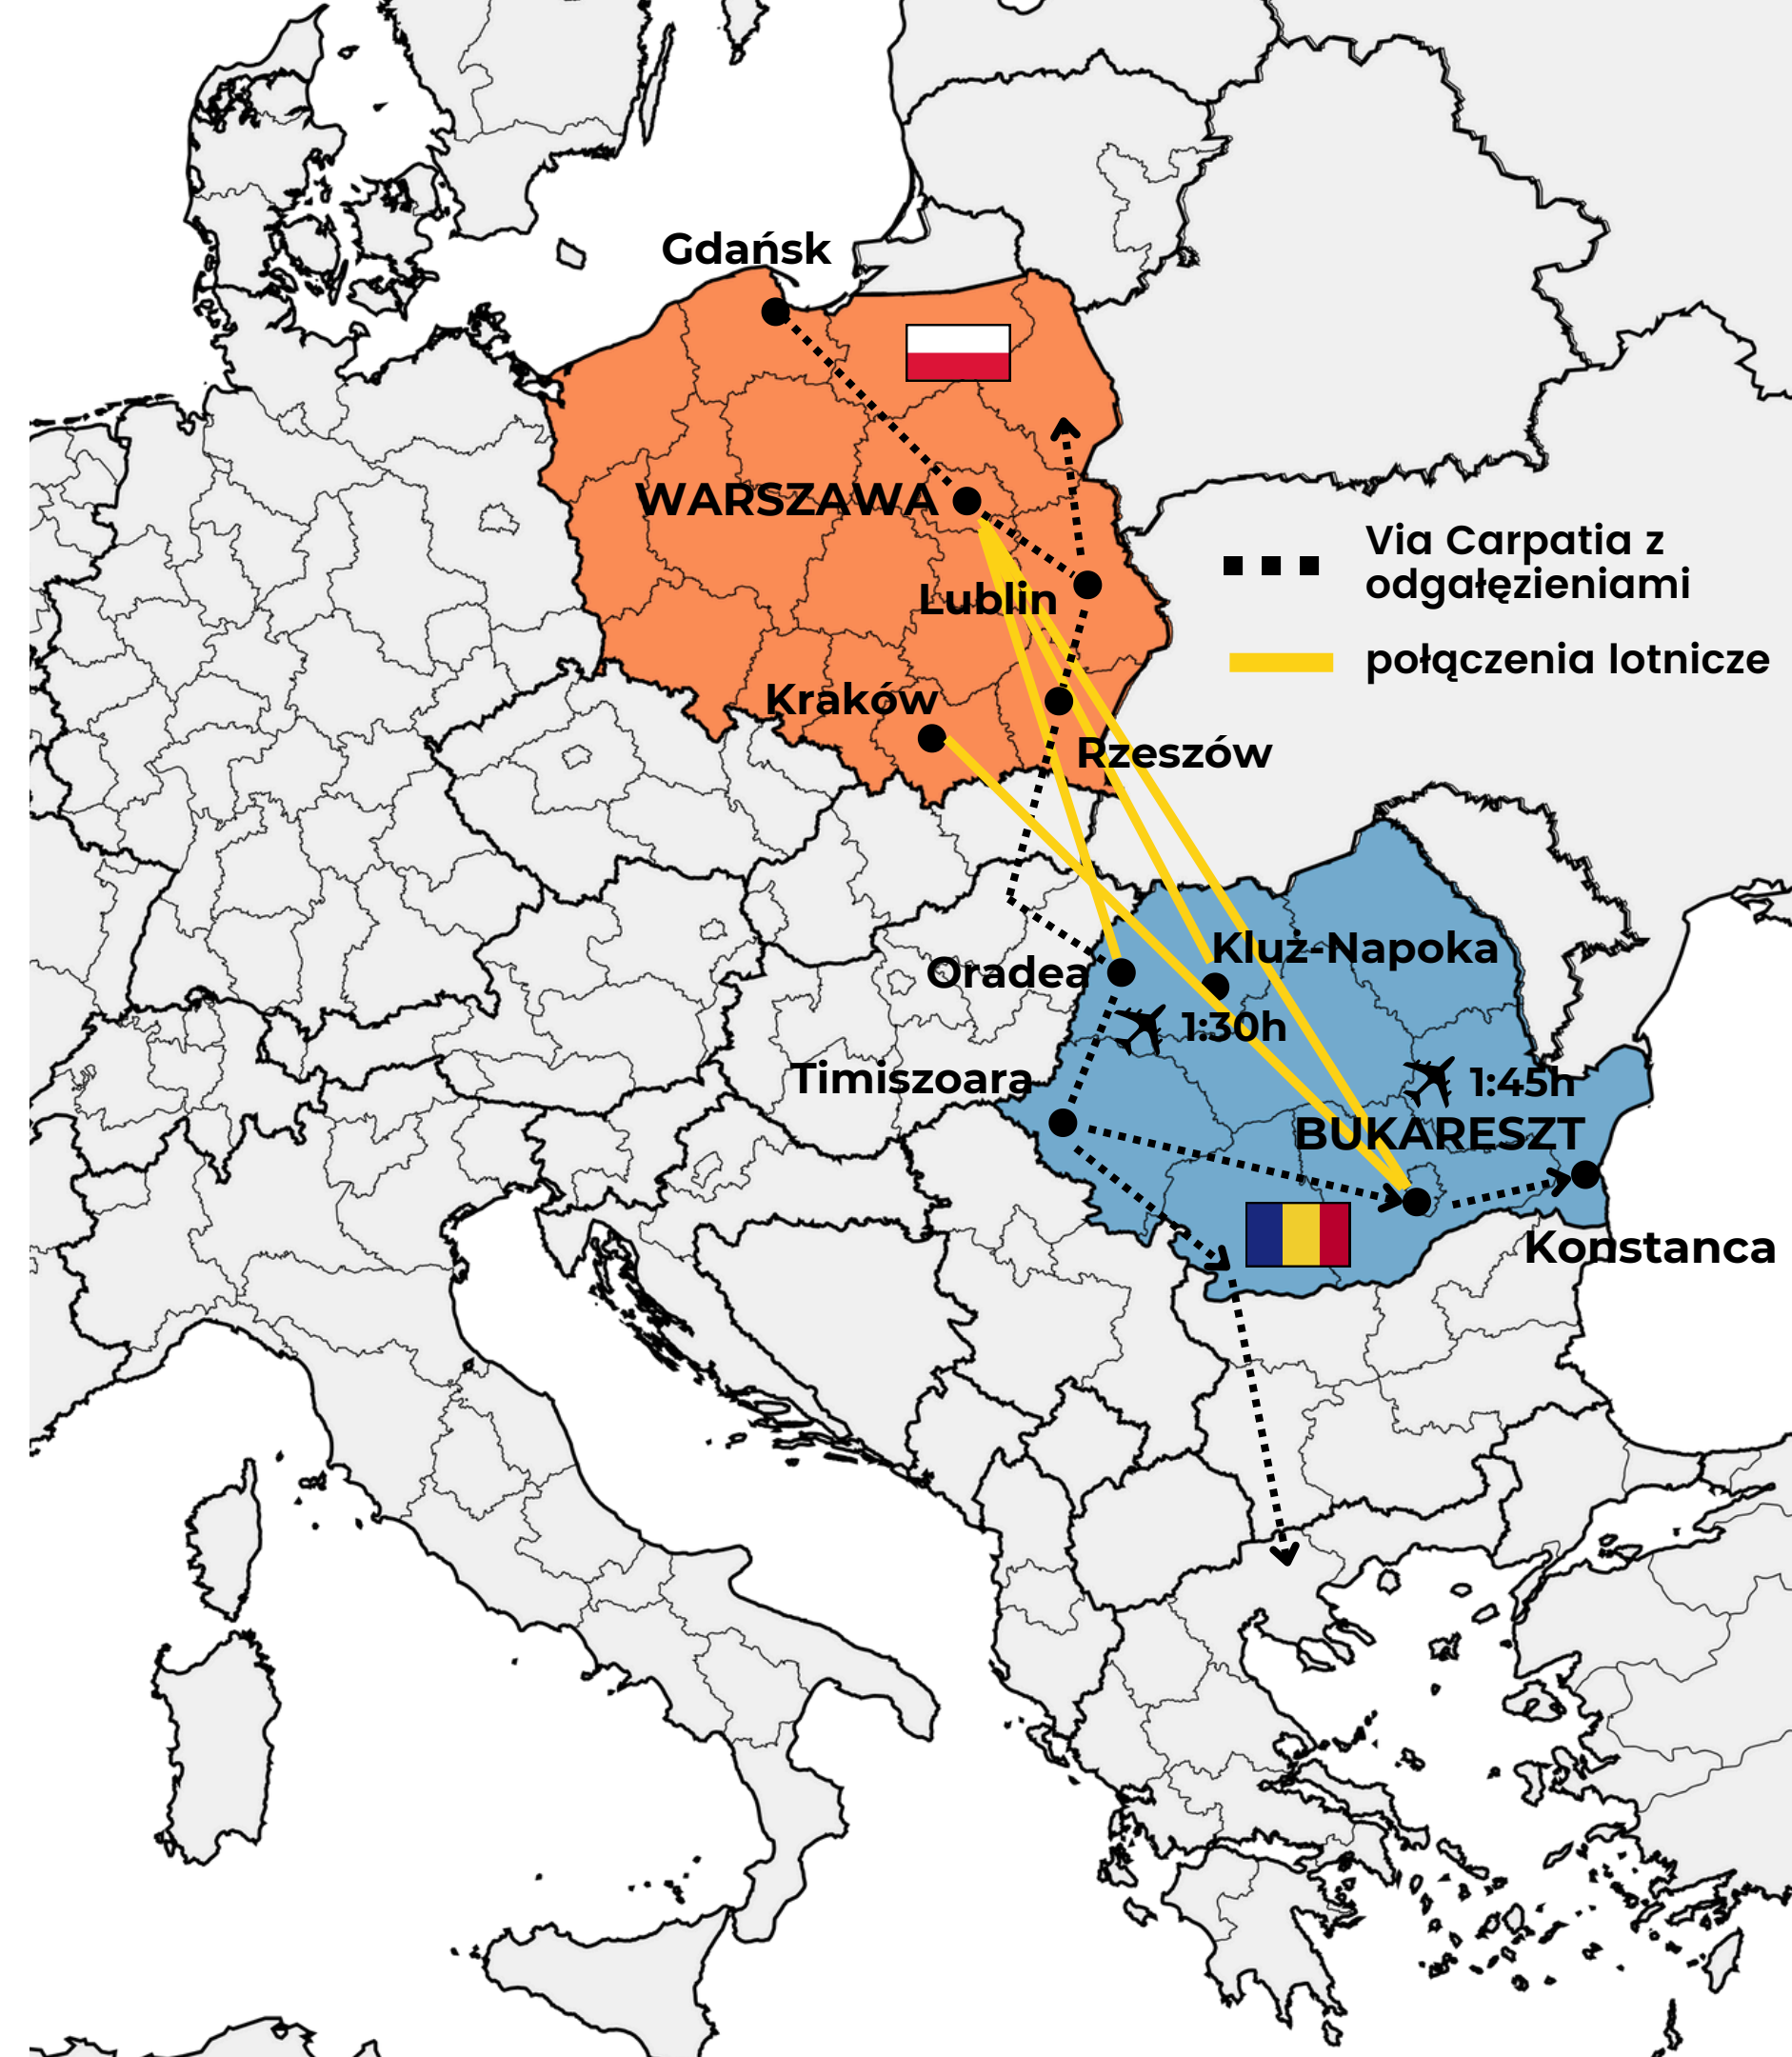 Gdańsk
WARSZAWA
Via Carpatia z
odgałęzieniami
Lublin
połączenia lotnicze
Kraków
Rzeszów
Kluż-Napoka
Oradea
1:30h
Timiszoara
1:45h
BUKARESZT
Konstanca